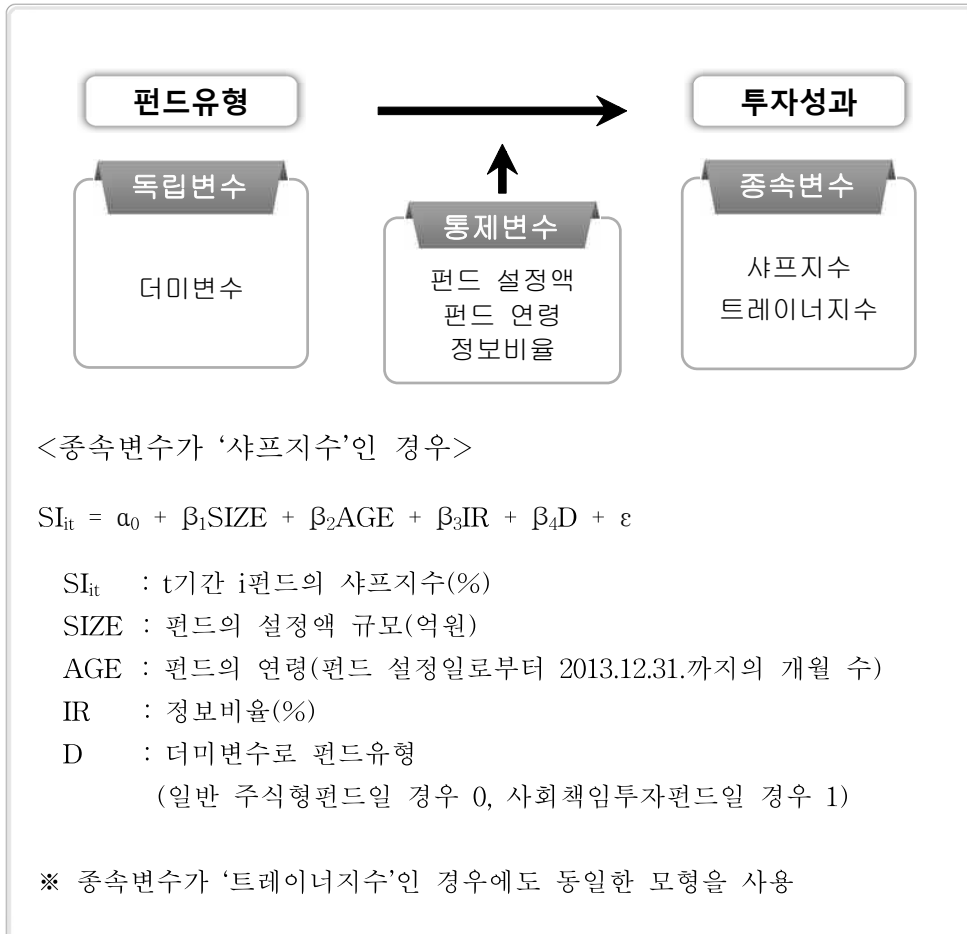 펀드유형
투자성과
독립변수
더미변수
통제변수
펀드 설정액
펀드 연령
정보비율
종속변수
샤프지수
트레이너지수
<종속변수가 ‘샤프지수’인 경우>
SIit = α0 + β1SIZE + β2AGE + β3IR + β4D + ε
SIit : t기간 i펀드의 샤프지수(%)
SIZE : 펀드의 설정액 규모(억원)
AGE : 펀드의 연령(펀드 설정일로부터 2013.12.31.까지의 개월 수)
IR : 정보비율(%)
D : 더미변수로 펀드유형
(일반 주식형펀드일 경우 0, 사회책임투자펀드일 경우 1)
※ 종속변수가 ‘트레이너지수’인 경우에도 동일한 모형을 사용